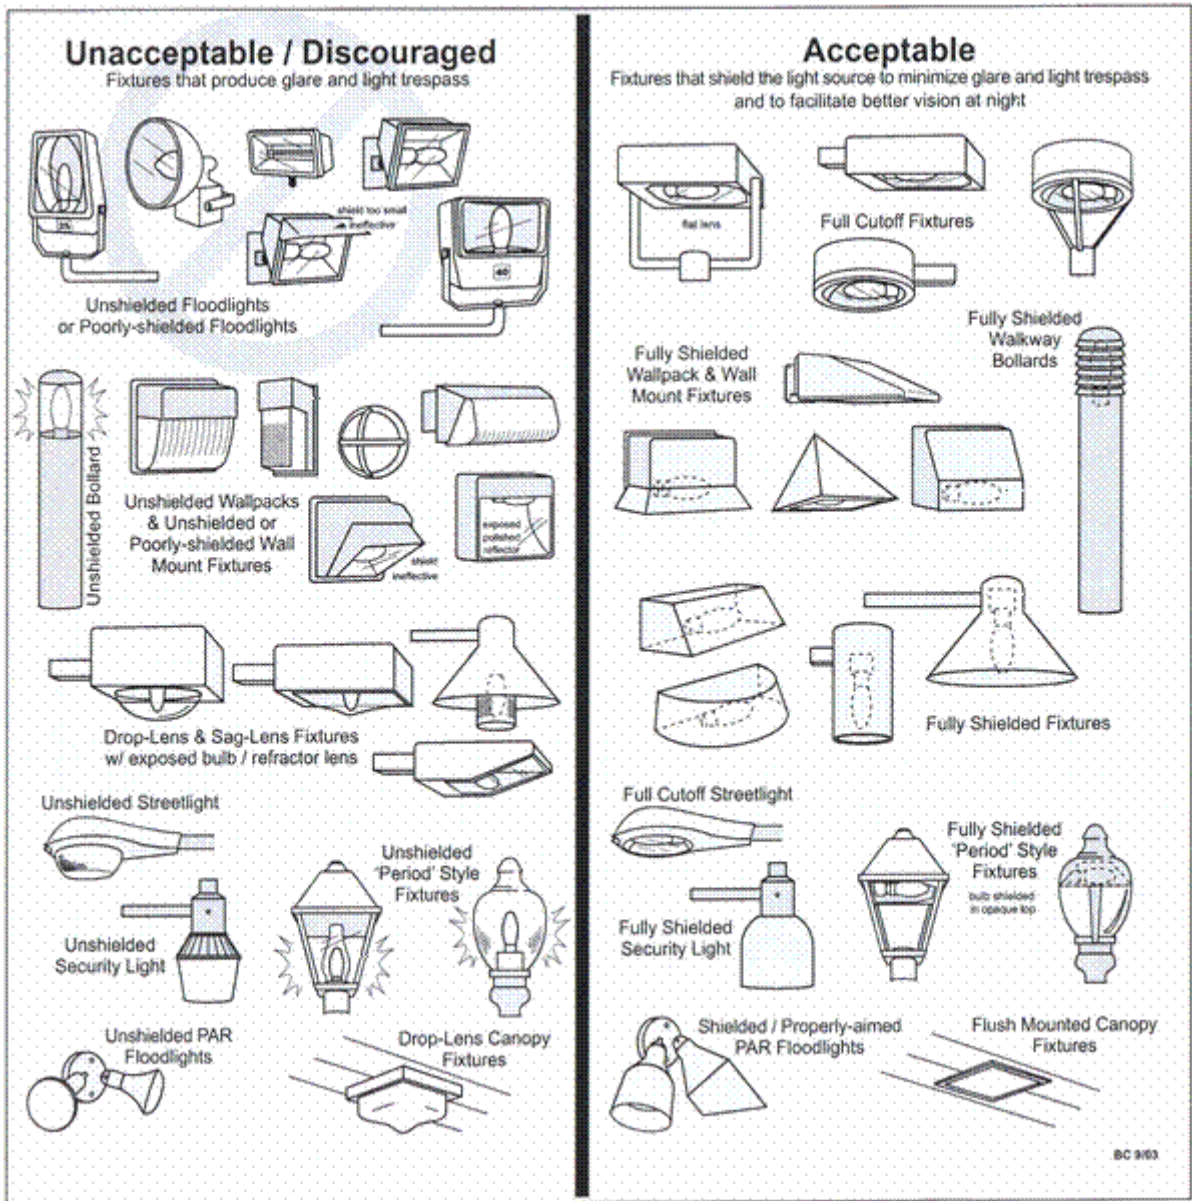 Unacceptable / Discouraged
Fixtures that produce glare and light trespass
shield too small
ineffective
Unshielded Floodlights
or Poorly-shielded Floodlights
Unshielded Bollard
Unshielded Wallpacks
& Unshielded or
Poorly-shielded Wall
Mount Fixtures
exposed
polished
reflector
shield
ineffective
Drop-Lens & Sag-Lens Fixtures
w/ exposed bulb / refractor lens
Unshielded Streetlight
Unshielded
'Period' Style
Fixtures
Unshielded
Security Light
Unshielded PAR
Floodlights
Drop-Lens Canopy
Fixtures
Acceptable
Fixtures that shield the light source to minimize glare and light trespass
and to facilitate better vision at night
flat lens
Full Cutoff Fixtures
Fully Shielded
Walkway
Bollards
Fully Shielded
Wallpack & Wall
Mount Fixtures
Fully Shielded Fixtures
Full Cutoff Streetlight
Fully Shielded
'Period' Style
Fixtures
bulb shielded
in opaque top
Fully Shielded
Security Light
Shielded / Properly-aimed
PAR Floodlights
Flush Mounted Canopy
Fixtures
BC 9/03